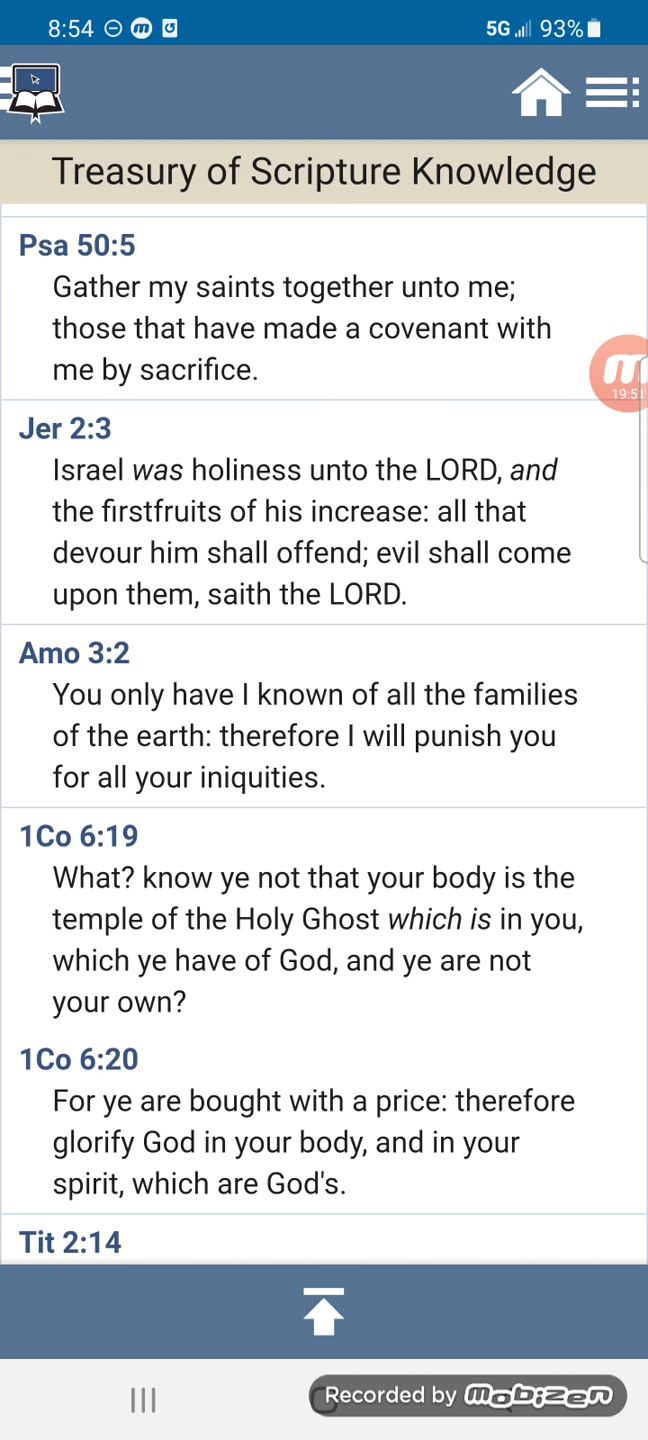 8:54
5G 93%
Treasury of Scripture Knowledge
Psa 50:5
Gather my saints together unto me;
those that have made a covenant with
me by sacrifice.
19:51
Jer 2:3
Israel was holiness unto the LORD, and
the firstfruits of his increase: all that
devour him shall offend; evil shall come
upon them, saith the LORD.
Amo 3:2
You only have I known of all the families
of the earth: therefore I will punish you
for all your iniquities.
1Co 6:19
What? know ye not that your body is the
temple of the Holy Ghost which is in you,
which ye have of God, and ye are not
your own?
1Co 6:20
For ye are bought with a price: therefore
glorify God in your body, and in your
spirit, which are God's.
Tit 2:14
Recorded by Mobizen